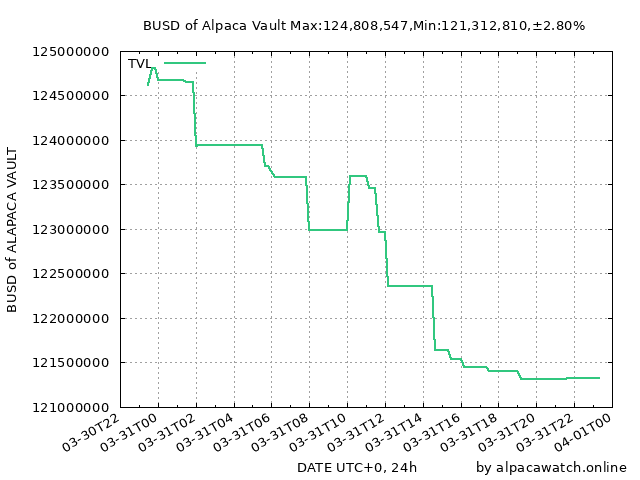 BUSD of Alpaca Vault Max:124,808,547,Min:121,312,810,±2.80%
TVL
BUSD of ALAPACA VAULT
125000000
124500000
124000000
123500000
123000000
122500000
122000000
121500000
121000000
03-30T22
03-31T00
03-31T02
03-31T04
03-31T06
03-31T08
03-31T10
03-31T12
03-31T14
03-31T16
03-31T18
03-31T20
03-31T22
04-01T00
DATE UTC+0, 24h
by alpacawatch.online